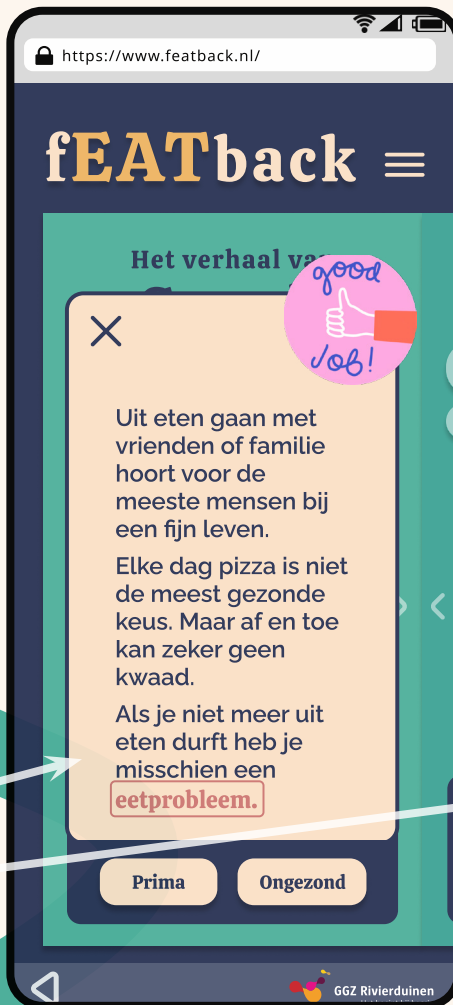 https://www.featback.nl/
fEATback
Het verhaal
good
Job!
Uit eten gaan met
vrienden of familie
hoort voor de
meeste mensen bij
een fijn leven.
Elke dag pizza is niet
de meest gezonde
keus. Maar af en toe
kan zeker geen
kwaad.
Als je niet meer uit
eten durft heb je
misschien een
eetprobleem.
Prima Ongezond
GGZ Rivierduinen